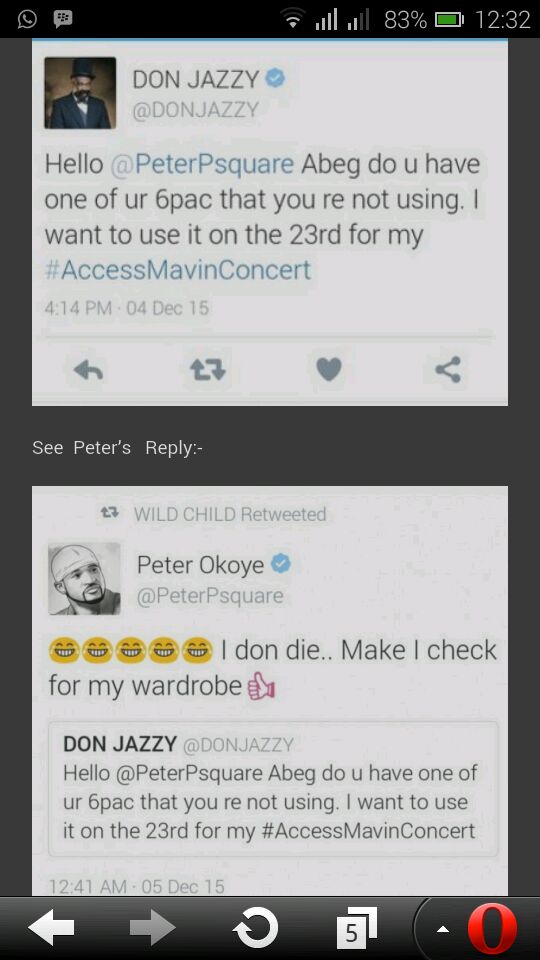 83% 12:32
DON JAZZY
@DONJAZZY
Hello @PeterPsquare Abeg do u have
one of ur 6pac that you re not using. I
want to use it on the 23rd for my
#AccessMavinConcert
4:14 PM · 04 Dec 15
See Peter's Reply:-
WILD CHILD Retweeted
Peter Okoye
@PeterPsquare
😂😂😂😂😂 I don die.. Make I check
for my wardrobe👍
DON JAZZY @DONJAZZY
Hello @PeterPsquare Abeg do u have one of
ur 6pac that you re not using. I want to use
it on the 23rd for my #AccessMavinConcert
12:41 AM · 05 Dec 15
5